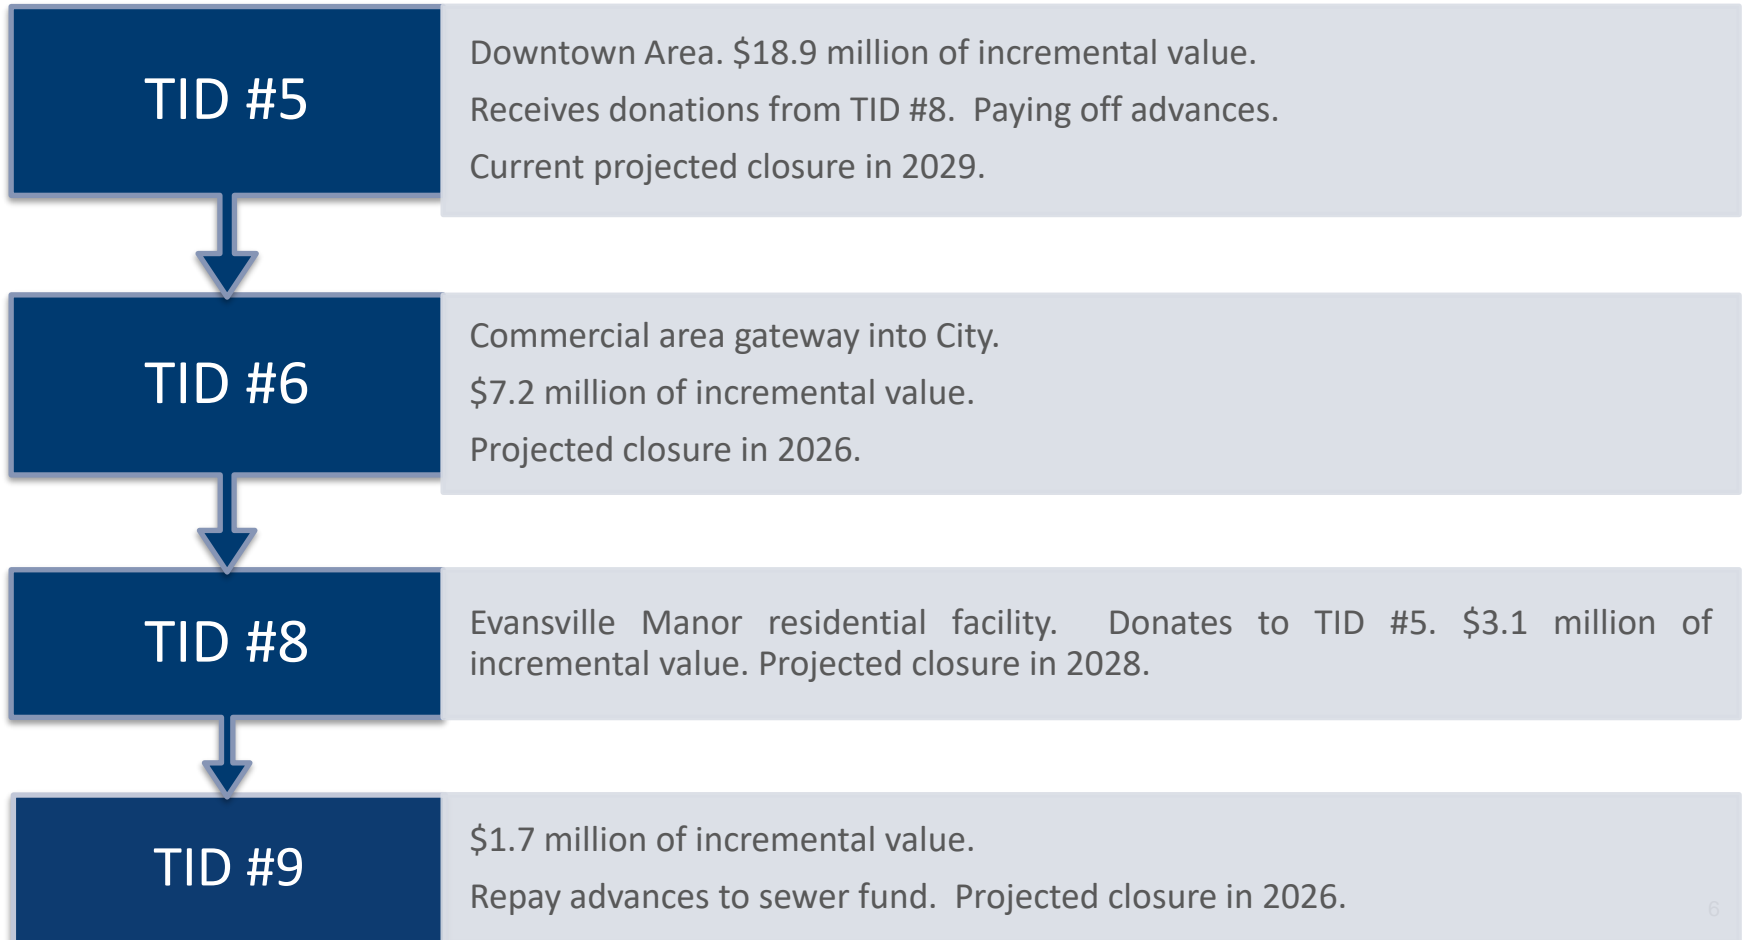 TID #5
Downtown Area. $18.9 million of incremental value.
Receives donations from TID #8.  Paying off advances.
Current projected closure in 2029.
TID #6
Commercial area gateway into City.
$7.2 million of incremental value.
Projected closure in 2026.
TID #8
Evansville Manor residential facility.  Donates to TID #5. $3.1 million of
incremental value. Projected closure in 2028.
TID #9
$1.7 million of incremental value.
Repay advances to sewer fund.  Projected closure in 2026.
6